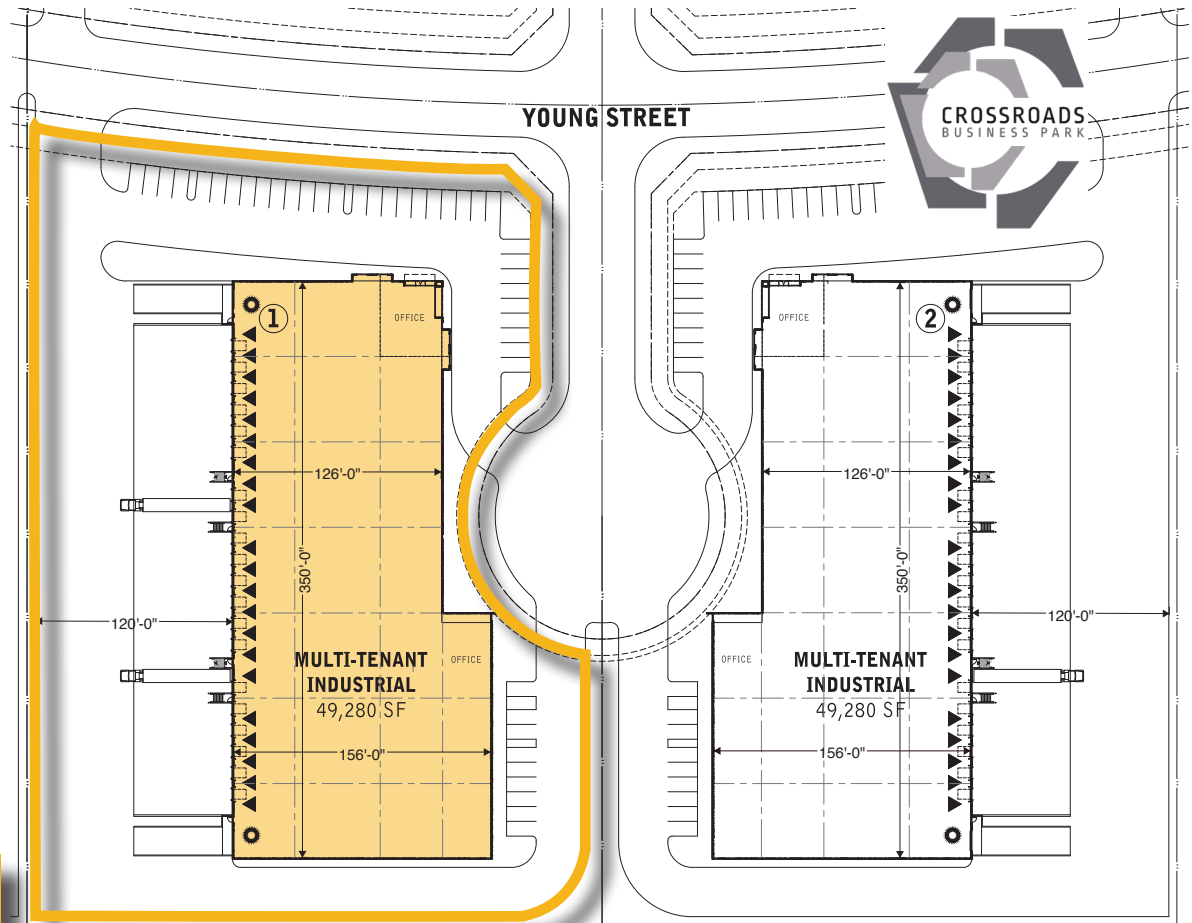 YOUNG STREET
CROSSROADS
BUSINESS PARK
1
OFFICE
OFFICE
2
126'-0"
126'-0"
350'-0"
350'-0"
120'-0"
120'-0"
MULTI-TENANT
INDUSTRIAL
49,280 SF
OFFICE
OFFICE
MULTI-TENANT
INDUSTRIAL
49,280 SF
156'-0"
156'-0"